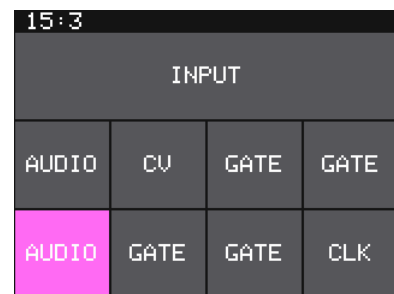 15:3
INPUT
AUDIO CV GATE GATE
AUDIO GATE GATE CLK